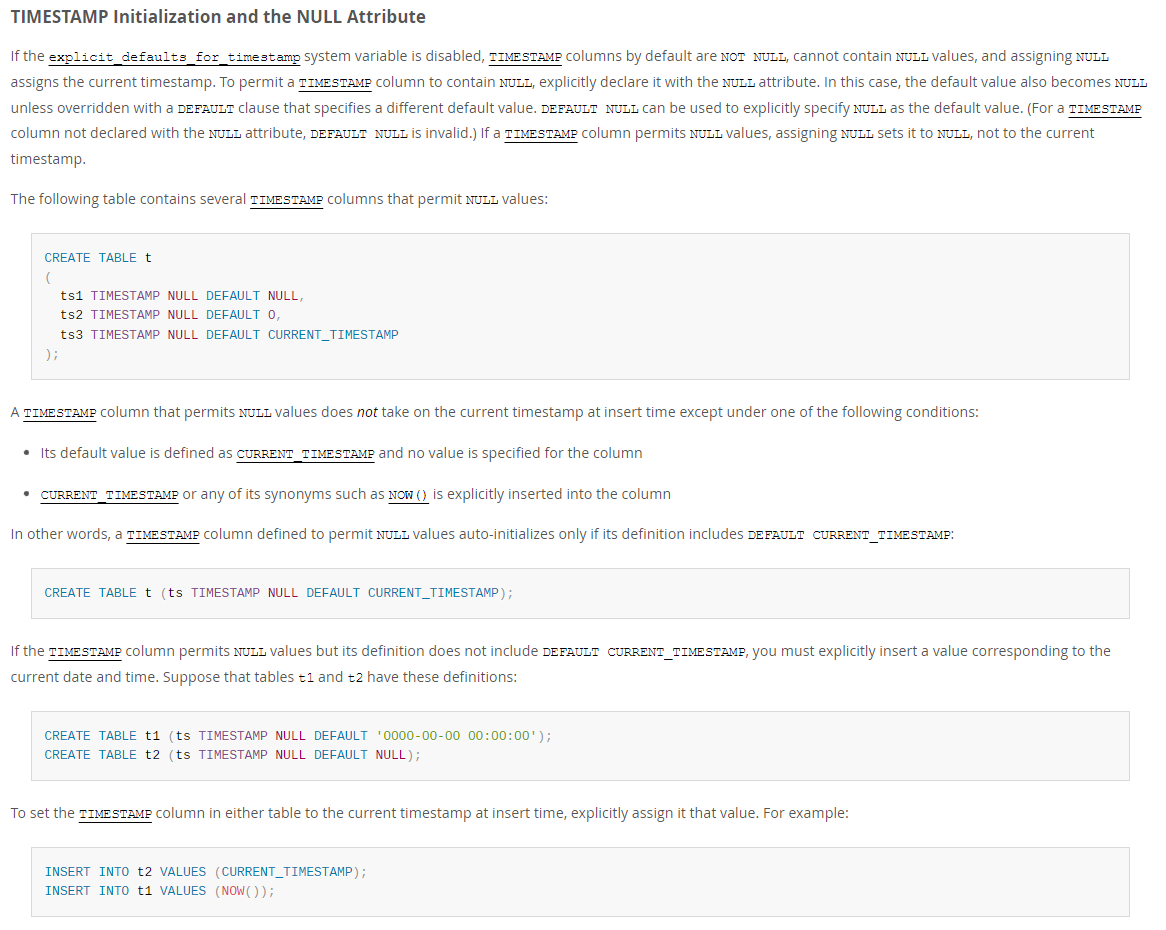 TIMESTAMP Initialization and the NULL Attribute
If the explicit_defaults_for_timestamp system variable is disabled, TIMESTAMP columns by default are NOT NULL, cannot contain NULL values, and assigning NULL
assigns the current timestamp. To permit a TIMESTAMP column to contain NULL, explicitly declare it with the NULL attribute. In this case, the default value also becomes NULL
unless overridden with a DEFAULT clause that specifies a different default value. DEFAULT NULL can be used to explicitly specify NULL as the default value. (For a TIMESTAMP
column not declared with the NULL attribute, DEFAULT NULL is invalid.) If a TIMESTAMP column permits NULL values, assigning NULL sets it to NULL, not to the current
timestamp.
The following table contains several TIMESTAMP columns that permit NULL values:
CREATE TABLE t
(
  ts1 TIMESTAMP NULL DEFAULT NULL,
  ts2 TIMESTAMP NULL DEFAULT 0,
  ts3 TIMESTAMP NULL DEFAULT CURRENT_TIMESTAMP
);
A TIMESTAMP column that permits NULL values does not take on the current timestamp at insert time except under one of the following conditions:
• Its default value is defined as CURRENT_TIMESTAMP and no value is specified for the column
• CURRENT_TIMESTAMP or any of its synonyms such as NOW() is explicitly inserted into the column
In other words, a TIMESTAMP column defined to permit NULL values auto-initializes only if its definition includes DEFAULT CURRENT_TIMESTAMP:
CREATE TABLE t (ts TIMESTAMP NULL DEFAULT CURRENT_TIMESTAMP);
If the TIMESTAMP column permits NULL values but its definition does not include DEFAULT CURRENT_TIMESTAMP, you must explicitly insert a value corresponding to the
current date and time. Suppose that tables t1 and t2 have these definitions:
CREATE TABLE t1 (ts TIMESTAMP NULL DEFAULT '0000-00-00 00:00:00');
CREATE TABLE t2 (ts TIMESTAMP NULL DEFAULT NULL);
To set the TIMESTAMP column in either table to the current timestamp at insert time, explicitly assign it that value. For example:
INSERT INTO t2 VALUES (CURRENT_TIMESTAMP);
INSERT INTO t1 VALUES (NOW());